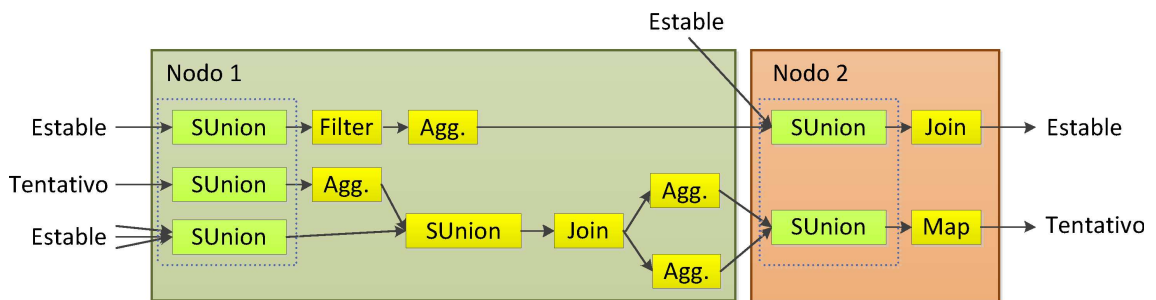 Estable
Nodo 1
Nodo 2
Estable
SUnion
Filter
Agg.
SUnion
Join
Estable
Tentativo
SUnion
Agg.
Agg.
Estable
SUnion
SUnion
Join
SUnion
Map
Tentativo
Agg.